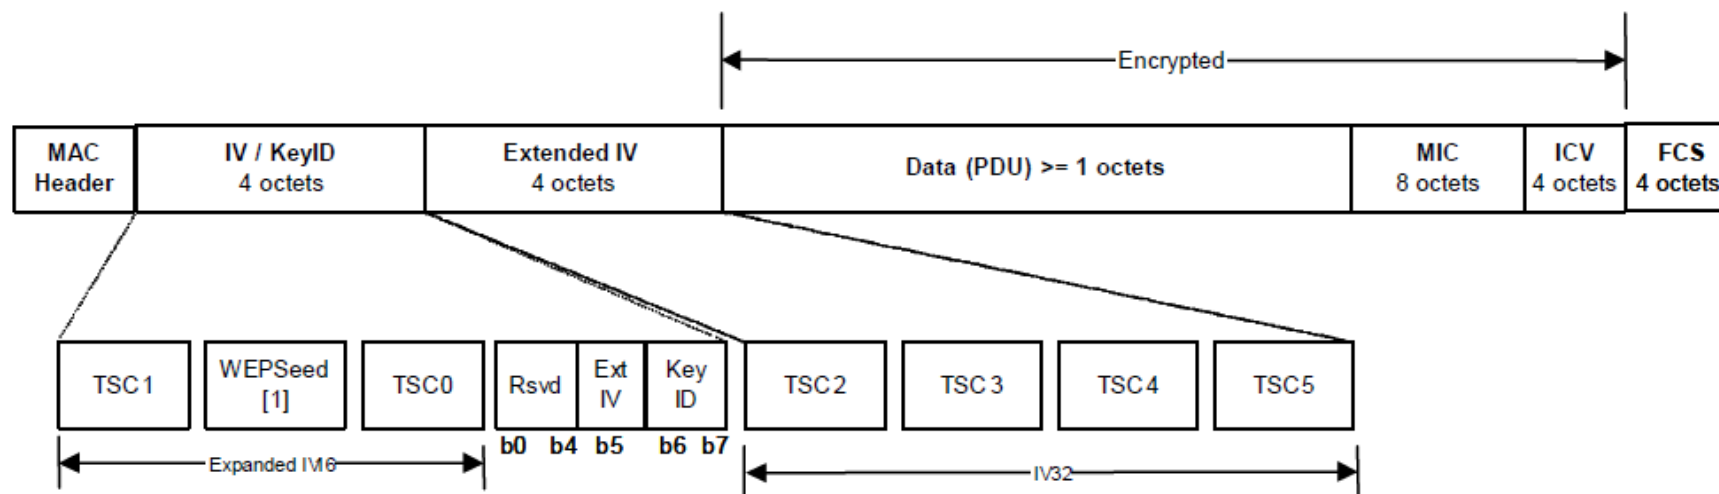 Encrypted
MAC
Header
IV / KeyID
4 octets
Extended IV
4 octets
Data (PDU) >= 1 octets
MIC
8 octets
ICV
4 octets
FCS
4 octets
TSC1
WEPSeed
[1]
TSC0
Rsvd
Ext
IV
Key
ID
TSC2
TSC3
TSC4
TSC5
b0 b4 b5 b6 b7
Expanded IV16
IV32